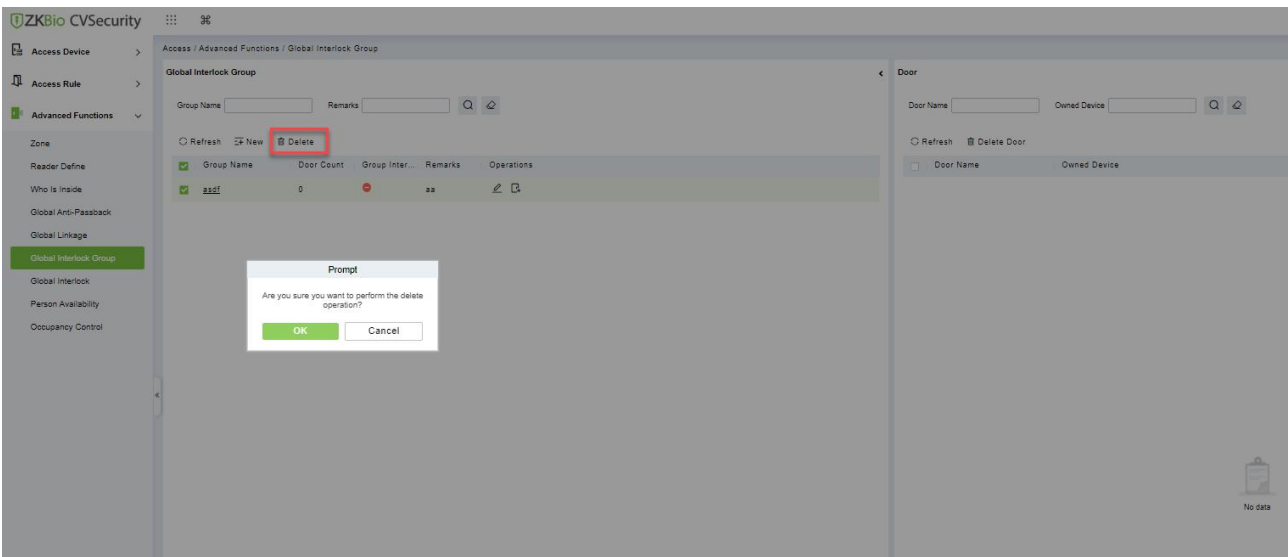 ZKBio CVSecurity
Access Device
Access Rule
Advanced Functions
Zone
Reader Define
Who Is Inside
Global Anti-Passback
Global Linkage
Global Interlock Group
Global Interlock
Person Availability
Occupancy Control
Access / Advanced Functions / Global Interlock Group
Global Interlock Group
Group Name Remarks
Refresh New Delete
Group Name Door Count Group Inter... Remarks Operations
asdf 0 aa
Prompt
Are you sure you want to perform the delete
operation?
OK Cancel
Door
Door Name Owned Device
Refresh Delete Door
Door Name Owned Device
No data